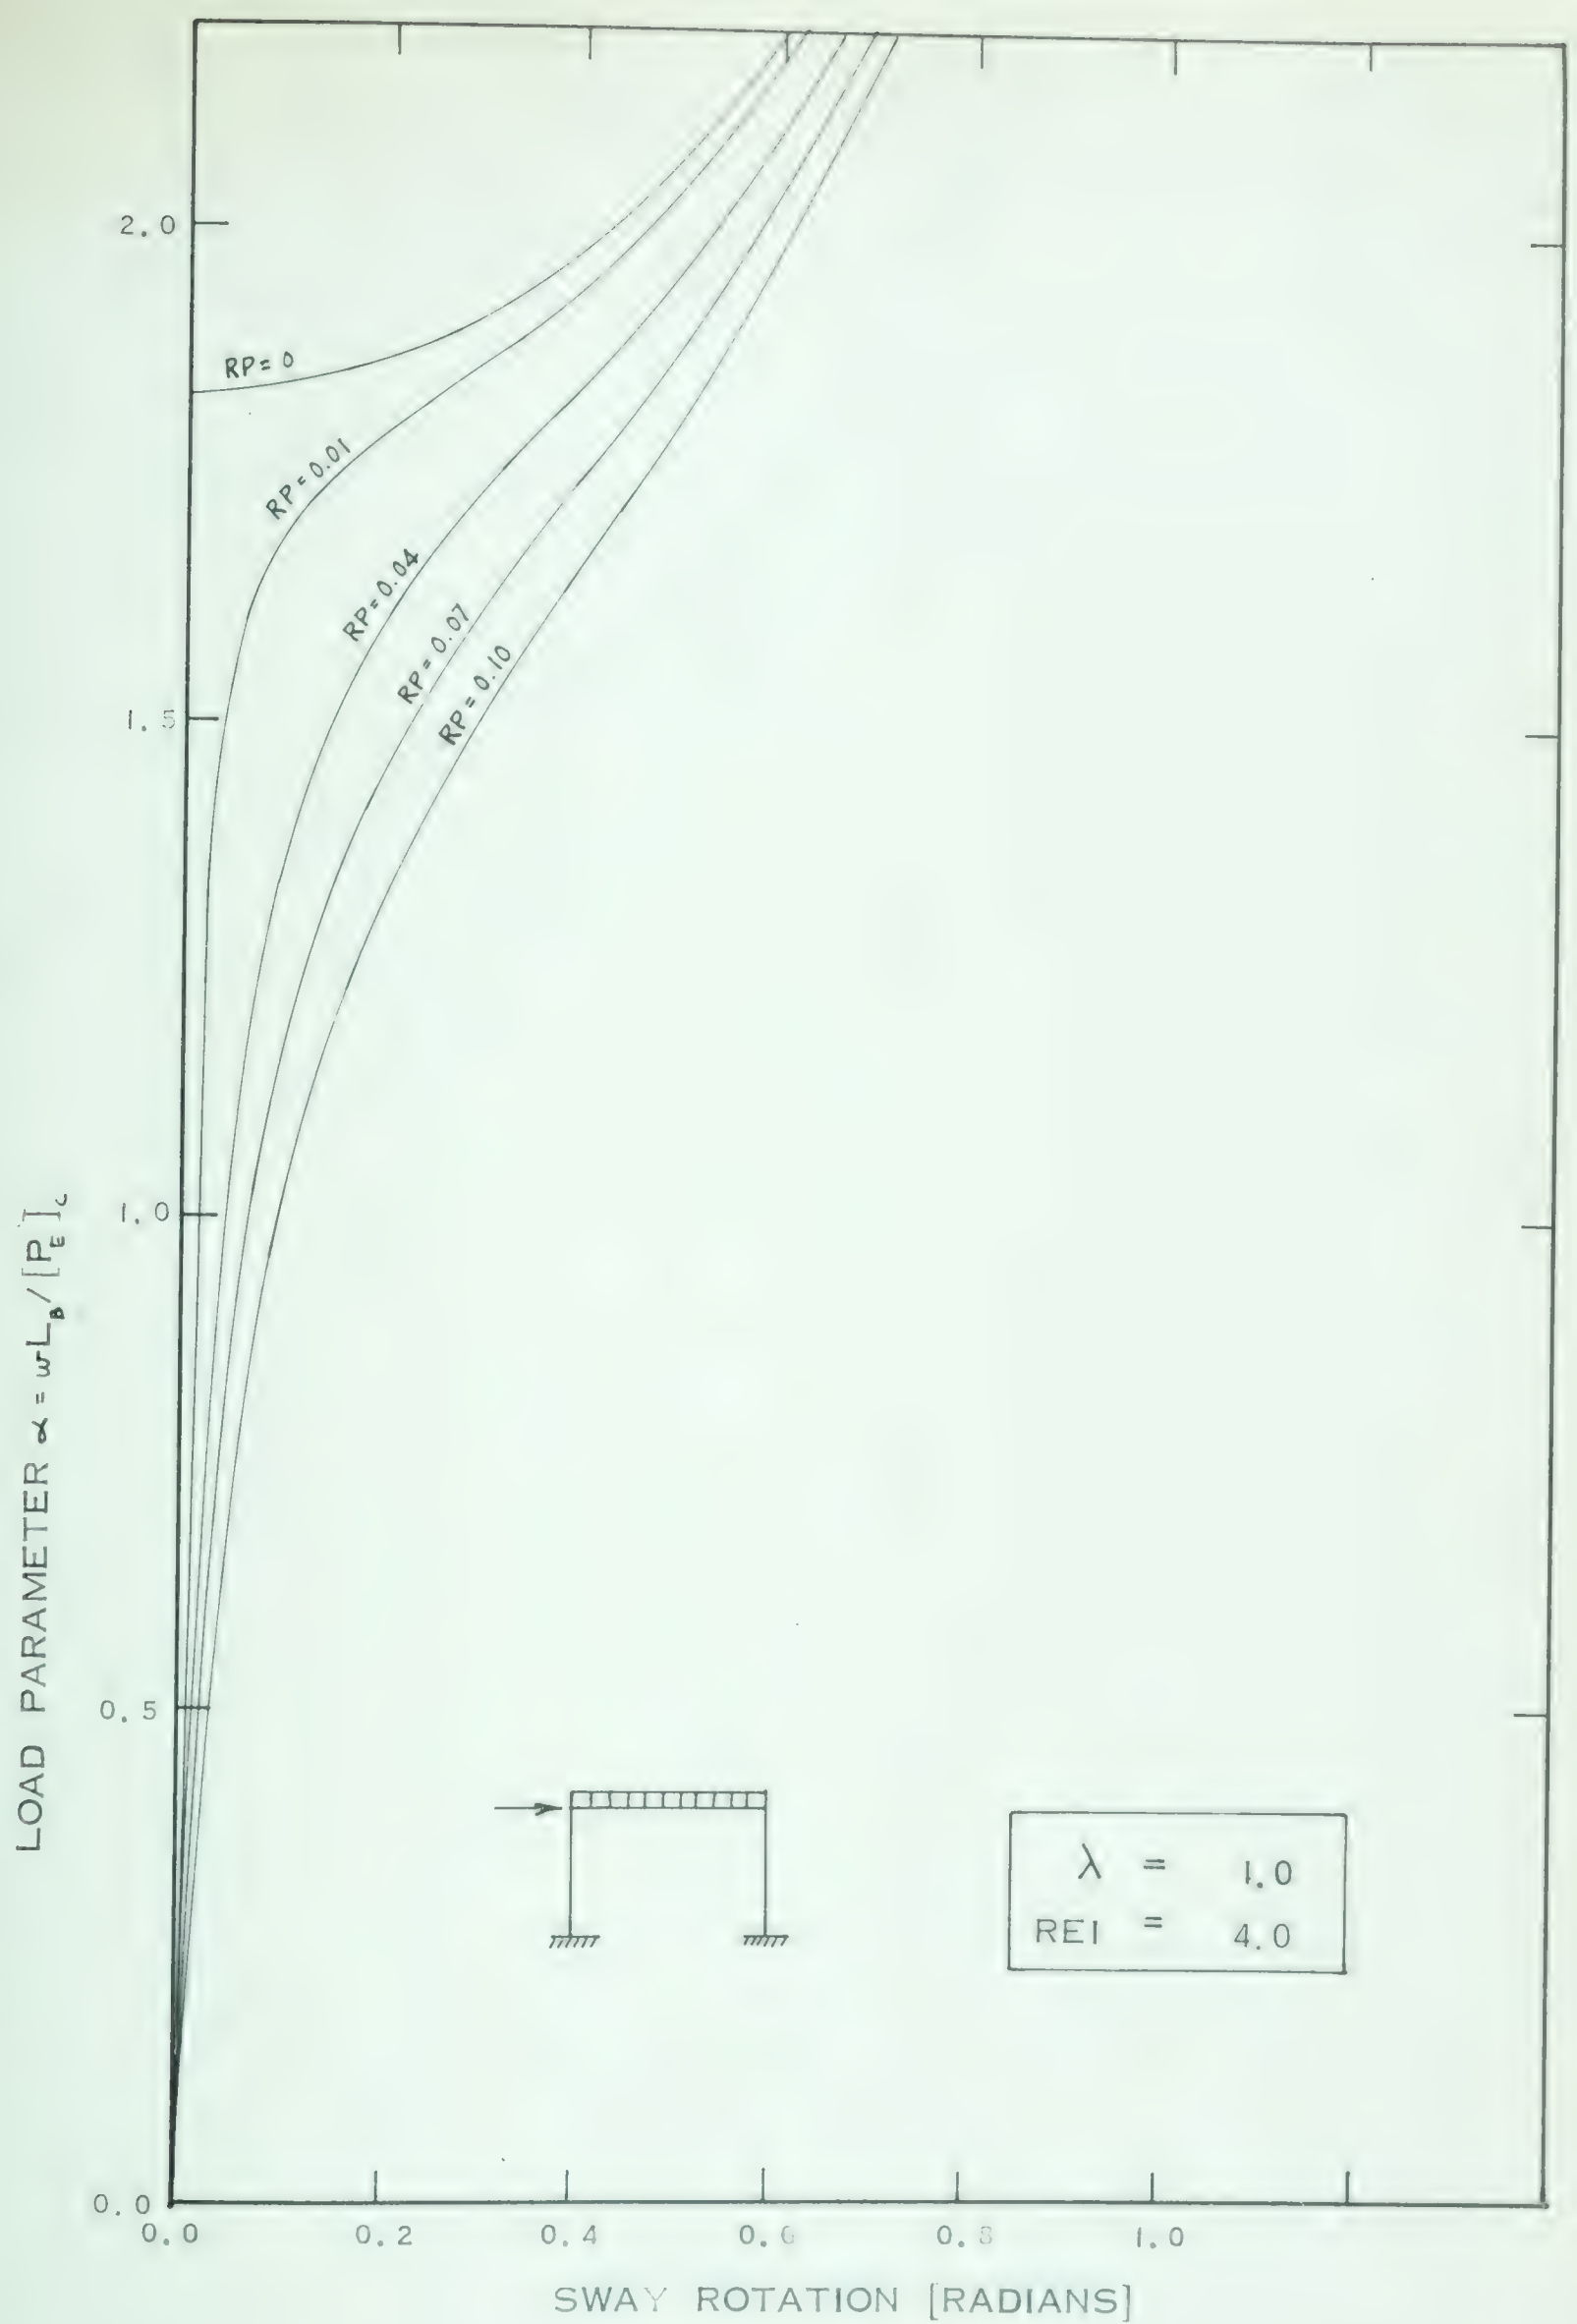 2.0
1.5
1.0
0.5
0.0
LOAD PARAMETER α = wL_B / [P_E]_c
RP= 0
RP= 0.01
RP= 0.04
RP= 0.07
RP= 0.10
λ = 1.0
REI = 4.0
0.0 0.2 0.4 0.6 0.8 1.0
SWAY ROTATION [RADIANS]